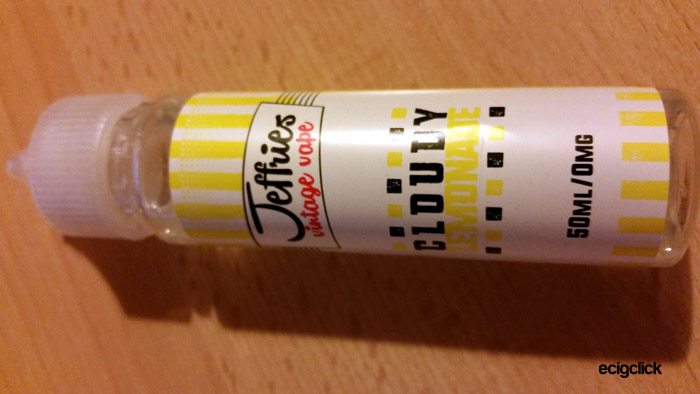 Jeffries
vintage vape
CLOUDY
LEMONADE
50ML/0MG
ecigclick